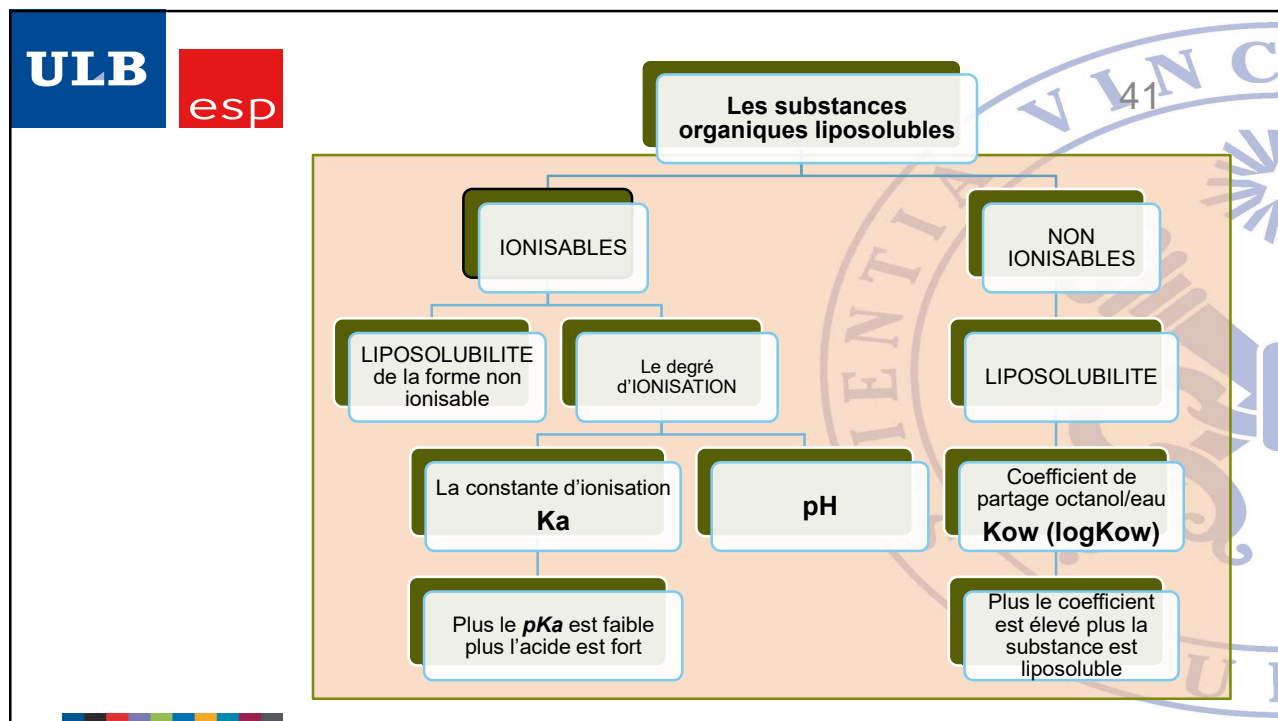 ULB
esp
41
Les substances
organiques liposolubles
IONISABLES
NON
IONISABLES
LIPOSOLUBILITE
de la forme non
ionisable
Le degré
d'IONISATION
LIPOSOLUBILITE
La constante d'ionisation
Ka
pH
Coefficient de
partage octanol/eau
Kow (logKow)
Plus le pKa est faible
plus l'acide est fort
Plus le coefficient
est élevé plus la
substance est
liposoluble